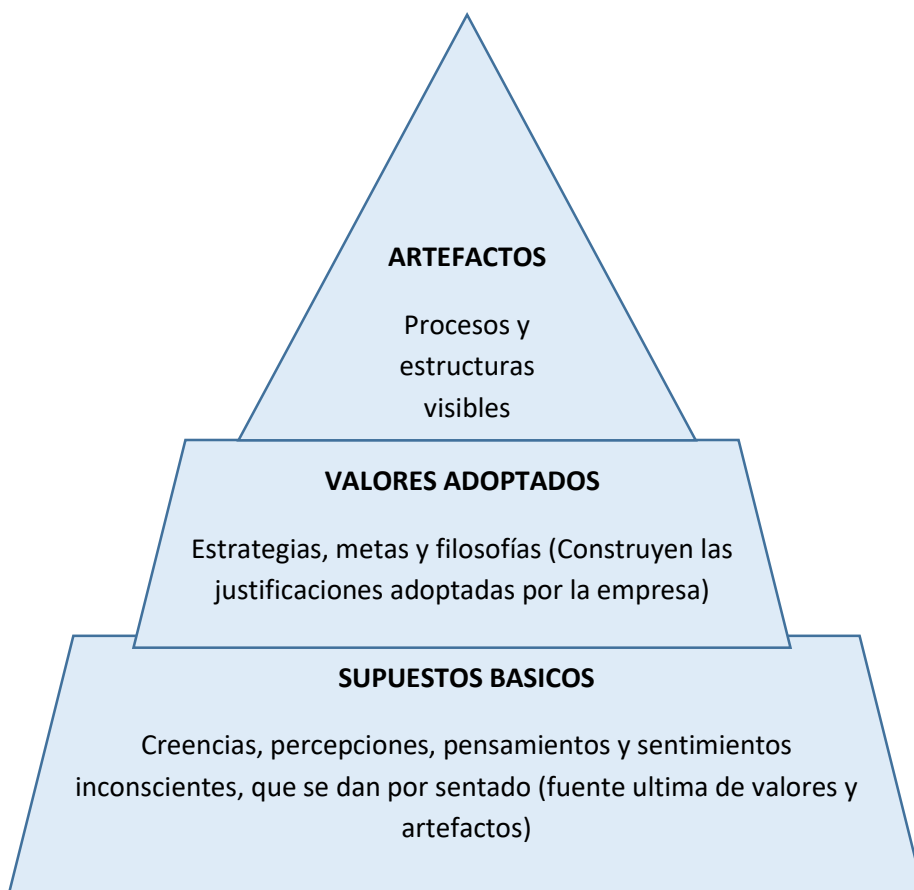 ARTEFACTOS
Procesos y
estructuras
visibles
VALORES ADOPTADOS
Estrategias, metas y filosofías (Construyen las
justificaciones adoptadas por la empresa)
SUPUESTOS BASICOS
Creencias, percepciones, pensamientos y sentimientos
inconscientes, que se dan por sentado (fuente ultima de valores y
artefactos)